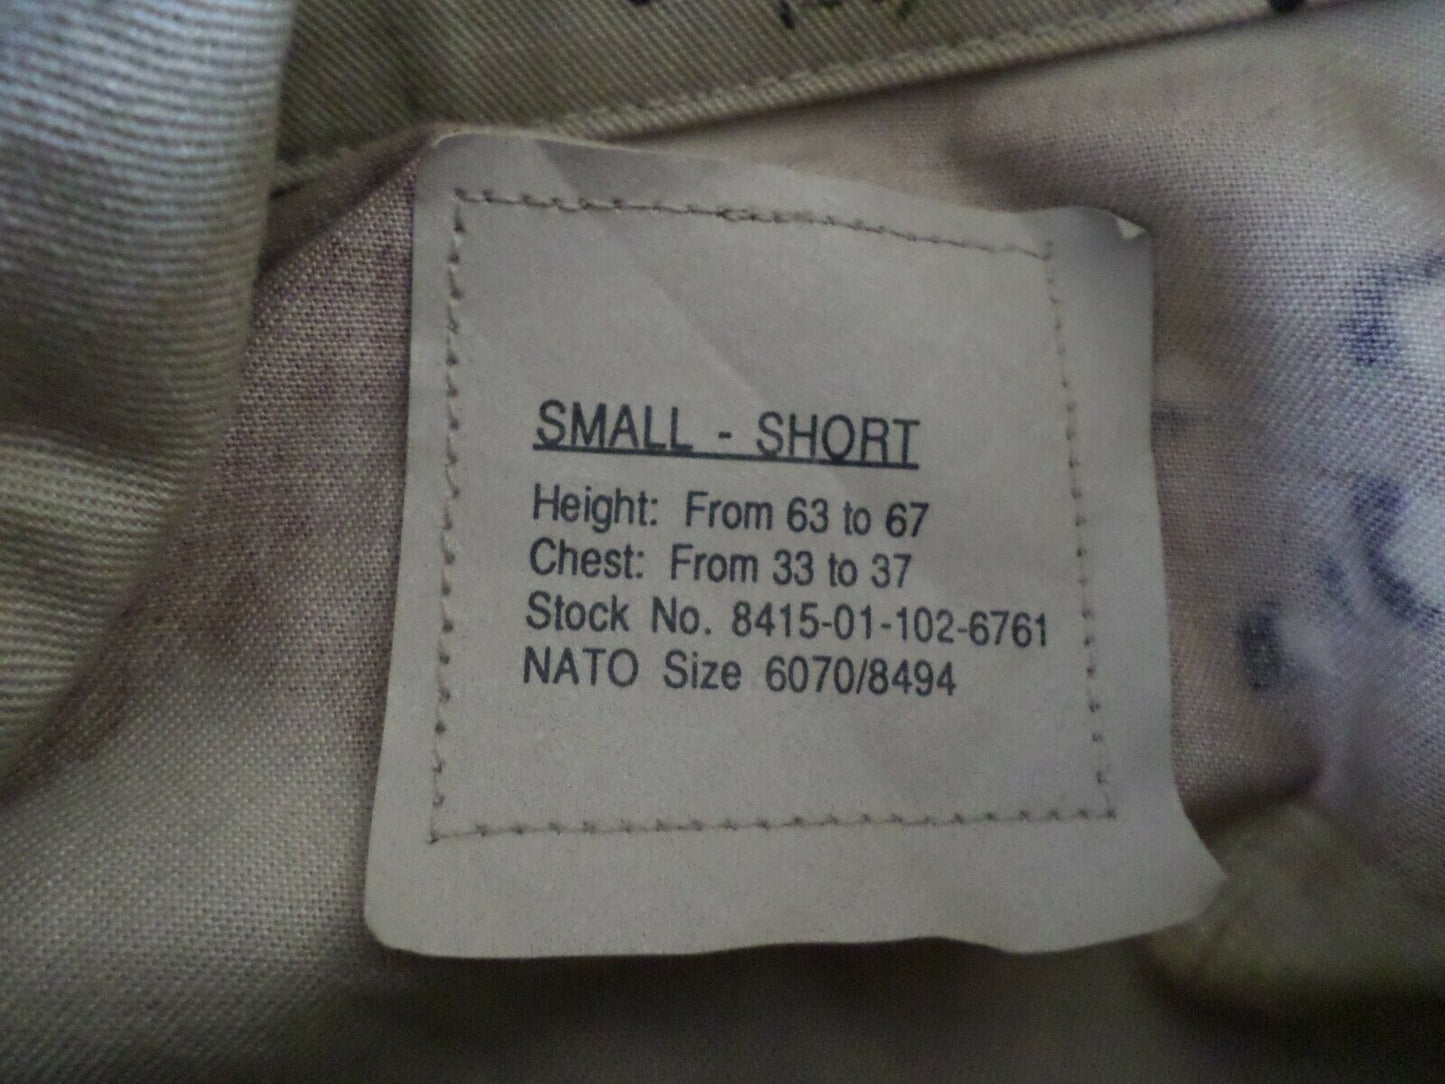 SMALL - SHORT
Height: From 63 to 67
Chest: From 33 to 37
Stock No. 8415-01-102-6761
NATO Size 6070/8494